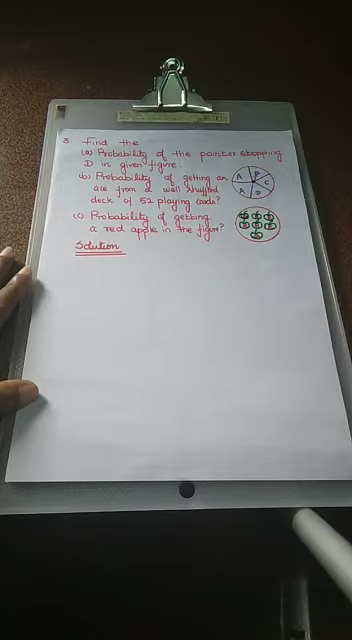 3. Find the
(a) Probability of the pointer stopping
D in given figure.
(b) Probability of getting an
ace from a well shuffled
deck of 52 playing cards?
A B C D A
(c) Probability of getting
a red apple in the figure?
Solution